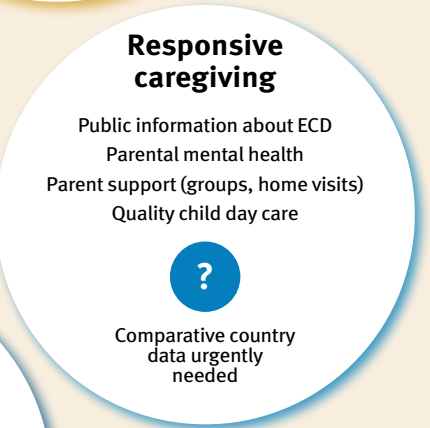 Responsive
caregiving
Public information about ECD
Parental mental health
Parent support (groups, home visits)
Quality child day care
?
Comparative country
data urgently
needed